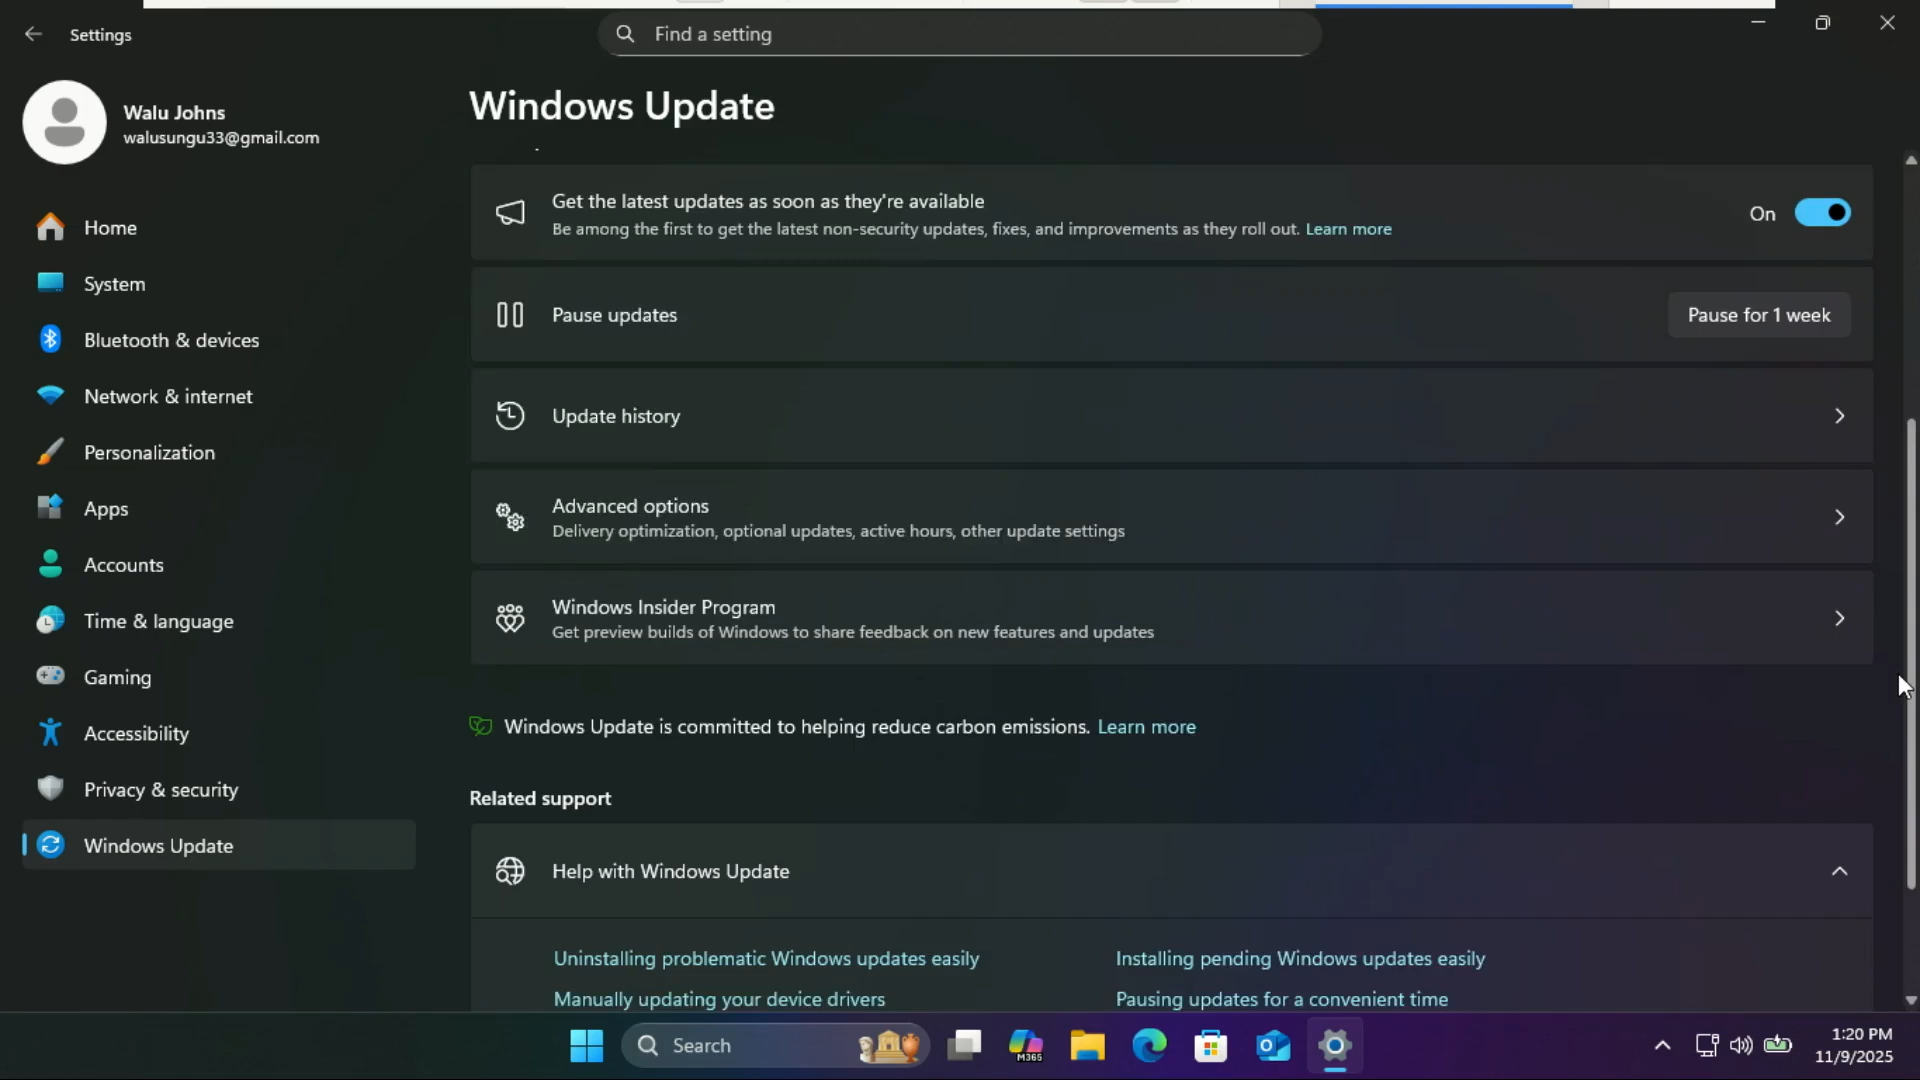 Settings
Find a setting
Walu Johns
walusungu33@gmail.com
Home
System
Bluetooth & devices
Network & internet
Personalization
Apps
Accounts
Time & language
Gaming
Accessibility
Privacy & security
Windows Update
Windows Update
Get the latest updates as soon as they're available
Be among the first to get the latest non-security updates, fixes, and improvements as they roll out. Learn more
On
Pause updates
Pause for 1 week
Update history
Advanced options
Delivery optimization, optional updates, active hours, other update settings
Windows Insider Program
Get preview builds of Windows to share feedback on new features and updates
Windows Update is committed to helping reduce carbon emissions. Learn more
Related support
Help with Windows Update
Uninstalling problematic Windows updates easily
Installing pending Windows updates easily
Manually updating your device drivers
Pausing updates for a convenient time
Search
M365
1:20 PM
11/9/2025